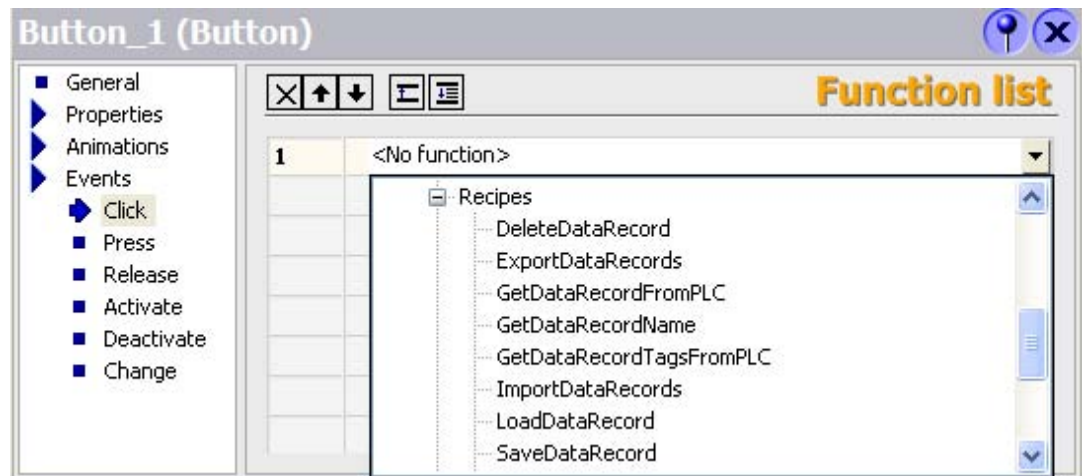 Button_1 (Button)
General
Properties
Animations
Events
Click
Press
Release
Activate
Deactivate
Change
Function list
1 <No function>
Recipes
DeleteDataRecord
ExportDataRecords
GetDataRecordFromPLC
GetDataRecordName
GetDataRecordTagsFromPLC
ImportDataRecords
LoadDataRecord
SaveDataRecord